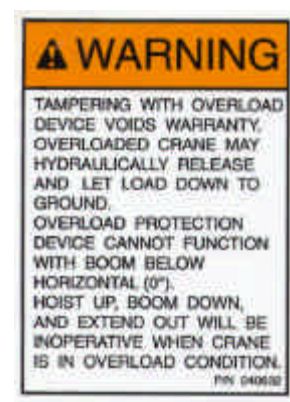 WARNING
TAMPERING WITH OVERLOAD
DEVICE VOIDS WARRANTY.
OVERLOADED CRANE MAY
HYDRAULICALLY RELEASE
AND LET LOAD DOWN TO
GROUND.
OVERLOAD PROTECTION
DEVICE CANNOT FUNCTION
WITH BOOM BELOW
HORIZONTAL (0°).
HOIST UP, BOOM DOWN,
AND EXTEND OUT WILL BE
INOPERATIVE WHEN CRANE
IS IN OVERLOAD CONDITION.
P/N